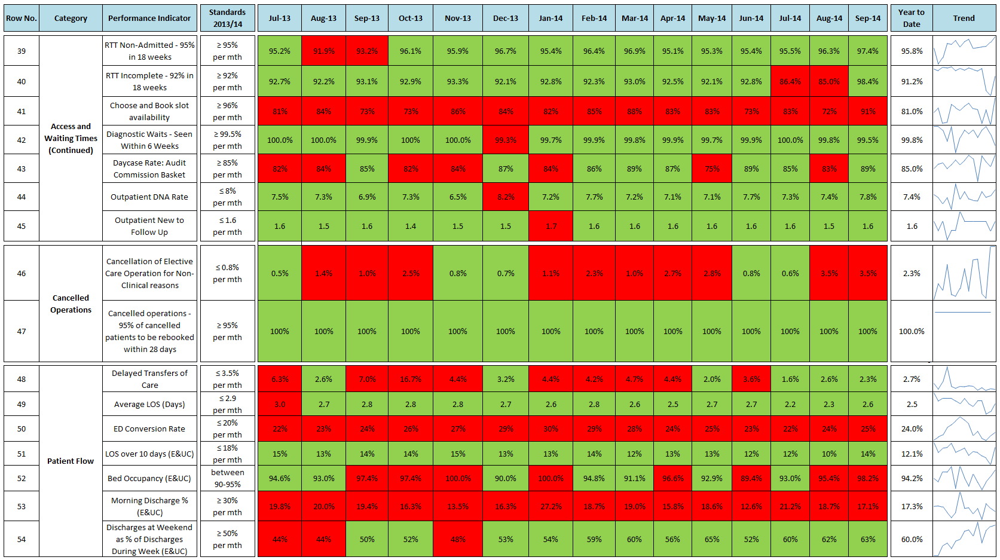 Row No. Category Performance Indicator Standards 2013/14 Jul-13 Aug-13 Sep-13 Oct-13 Nov-13 Dec-13 Jan-14 Feb-14 Mar-14 Apr-14 May-14 Jun-14 Jul-14 Aug-14 Sep-14 Year to Date Trend
Access and Waiting Times (Continued)
39 RTT Non-Admitted - 95% in 18 weeks ≥ 95% per mth 95.2% 91.9% 93.2% 96.1% 95.9% 96.7% 95.4% 96.4% 96.9% 95.1% 95.3% 95.4% 95.5% 96.3% 97.4% 95.8%
40 RTT Incomplete - 92% in 18 weeks ≥ 92% per mth 92.7% 92.2% 93.1% 92.9% 93.3% 92.1% 92.8% 92.3% 93.0% 92.5% 92.1% 92.8% 86.4% 85.0% 98.4% 91.2%
41 Choose and Book slot availability ≥ 96% per mth 81% 84% 73% 73% 86% 84% 82% 85% 88% 83% 83% 73% 83% 72% 91% 81.0%
42 Diagnostic Waits - Seen Within 6 Weeks ≥ 99.5% per mth 100.0% 100.0% 99.9% 100% 100.0% 99.3% 99.7% 99.9% 99.8% 99.9% 99.7% 99.9% 100.0% 99.8% 99.5% 99.8%
43 Daycase Rate: Audit Commission Basket ≥ 85% per mth 82% 84% 85% 82% 84% 87% 84% 86% 89% 87% 75% 89% 85% 83% 89% 85.0%
44 Outpatient DNA Rate ≤ 8% per mth 7.5% 7.3% 6.9% 7.3% 6.5% 8.2% 7.2% 7.7% 7.2% 7.1% 7.1% 7.7% 7.3% 7.4% 7.8% 7.4%
45 Outpatient New to Follow Up ≤ 1.6 per mth 1.6 1.5 1.6 1.4 1.5 1.5 1.7 1.6 1.6 1.6 1.6 1.6 1.6 1.5 1.6 1.6
Cancelled Operations
46 Cancellation of Elective Care Operation for Non-Clinical reasons ≤ 0.8% per mth 0.5% 1.4% 1.0% 2.5% 0.8% 0.7% 1.1% 2.3% 1.0% 2.7% 2.8% 0.8% 0.6% 3.5% 3.5% 2.3%
47 Cancelled operations - 95% of cancelled patients to be rebooked within 28 days ≥ 95% per mth 100% 100% 100% 100% 100% 100% 100% 100% 100% 100% 100% 100% 100% 100% 100% 100.0%
Patient Flow
48 Delayed Transfers of Care ≤ 3.5% per mth 6.3% 2.6% 7.0% 16.7% 4.4% 3.2% 4.4% 4.2% 4.7% 4.4% 2.0% 3.6% 1.6% 2.6% 2.3% 2.7%
49 Average LOS (Days) ≤ 2.9 per mth 3.0 2.7 2.8 2.8 2.8 2.7 2.6 2.8 2.6 2.5 2.7 2.7 2.2 2.3 2.6 2.5
50 ED Conversion Rate ≤ 20% per mth 22% 23% 24% 26% 27% 29% 30% 29% 28% 24% 25% 23% 22% 24% 25% 24.0%
51 LOS over 10 days (E&UC) ≤ 18% per mth 15% 13% 14% 14% 15% 13% 13% 14% 12% 13% 13% 12% 12% 10% 14% 12.1%
52 Bed Occupancy (E&UC) between 90-95% 94.6% 93.0% 97.4% 97.4% 100.0% 90.0% 100.0% 94.8% 91.1% 96.6% 92.9% 89.4% 93.0% 95.4% 98.2% 94.2%
53 Morning Discharge % (E&UC) ≥ 30% per mth 19.8% 20.0% 19.4% 16.3% 13.5% 16.3% 27.2% 18.7% 19.0% 15.8% 18.6% 12.6% 21.2% 18.7% 17.1% 17.3%
54 Discharges at Weekend as % of Discharges During Week (E&UC) ≥ 50% per mth 44% 44% 50% 52% 48% 53% 54% 59% 60% 56% 65% 52% 60% 62% 63% 60.0%